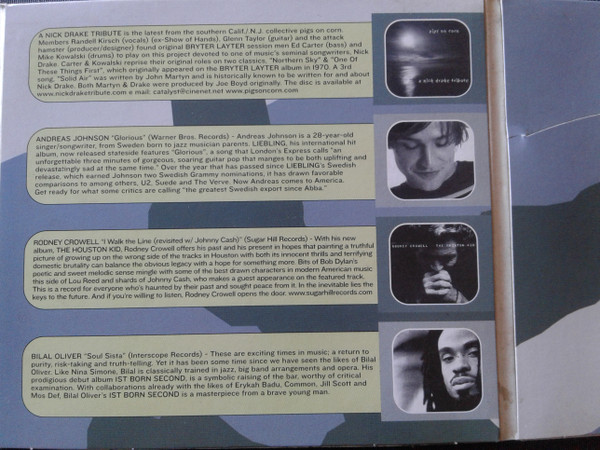 A NICK DRAKE TRIBUTE is the latest from the southern Calif./N.J. collective pigs on corn.
Members Randell Kirsch (vocals) (ex-Show of Hands), Glenn Taylor (guitar) and the attack
hamster (producer/designer) found original BRYTER LAYTER session men Ed Carter (bass) and
Mike Kowalski (drums) to play on this project devoted to one of music's seminal songwriters, Nick
Drake. Carter & Kowalski reprise their original roles on two classics, "Northern Sky" & "One Of
These Things First", which originally appeared on the BRYTER LAYTER album in 1970. A 3rd
song, "Solid Air" was written by John Martyn and is historically known to be written for and about
Nick Drake. Both Martyn & Drake were produced by Joe Boyd originally. The disc is available at
www.nickdraketribute.com e mail: catalyst@cinenet.net www.pigsoncorn.com
pigs on corn
a nick drake tribute
ANDREAS JOHNSON "Glorious" (Warner Bros. Records) - Andreas Johnson is a 28-year-old
singer/songwriter, from Sweden born to jazz musician parents. LIEBLING, his international hit
album, now released stateside features "Glorious", a song that London's Express calls "an
unforgettable three minutes of gorgeous, soaring guitar pop that manges to be both uplifting and
devastatingly sad at the same time." Over the year that has passed since LIEBLING's Swedish
release, which earned Johnson two Swedish Grammy nominations, it has drawn favorable
comparisons to among others, U2, Suede and The Verve. Now Andreas comes to America.
Get ready for what some critics are calling "the greatest Swedish export since Abba."
RODNEY CROWELL "I Walk the Line (revisited w/ Johnny Cash)" (Sugar Hill Records) - With his new
album, THE HOUSTON KID, Rodney Crowell offers his past and his present in hopes that painting a truthful
picture of growing up on the wrong side of the tracks in Houston with both its innocent thrills and terrifying
domestic brutality can balance the obvious legacy with a hope for something more. Bits of Bob Dylan's
poetic and sweet melodic sense mingle with some of the best drawn characters in modern American music
this side of Lou Reed and shards of Johnny Cash, who makes a guest appearance on the featured track.
This is a record for everyone who's haunted by their past and sought peace from it. In the inevitable lies the
keys to the future. And if you're willing to listen, Rodney Crowell opens the door. www.sugarhillrecords.com
RODNEY CROWELL THE HOUSTON KID
BILAL OLIVER "Soul Sista" (Interscope Records) - These are exciting times in music; a return to
purity, risk-taking and truth-telling. Yet it has been some time since we have seen the likes of Bilal
Oliver. Like Nina Simone, Bilal is classically trained in jazz, big band arrangements and opera. His
prodigious debut album 1ST BORN SECOND, is a symbolic raising of the bar, worthy of critical
examination. With collaborations already with the likes of Erykah Badu, Common, Jill Scott and
Mos Def, Bilal Oliver's 1ST BORN SECOND is a masterpiece from a brave young man.